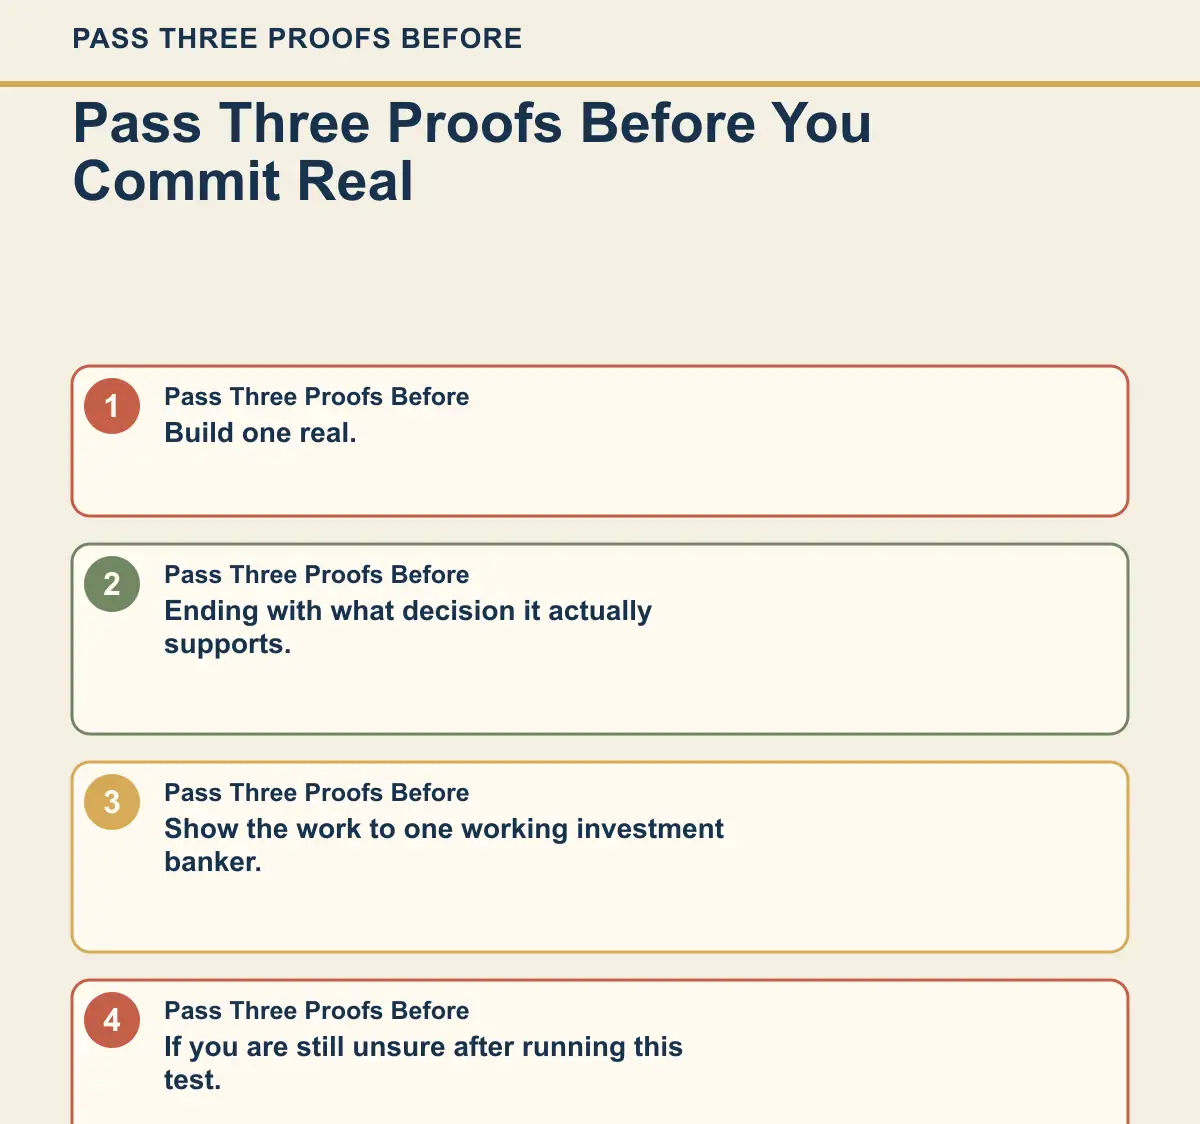 PASS THREE PROOFS BEFORE
Pass Three Proofs Before You
Commit Real
1
Pass Three Proofs Before
Build one real.
2
Pass Three Proofs Before
Ending with what decision it actually
supports.
3
Pass Three Proofs Before
Show the work to one working investment
banker.
4
Pass Three Proofs Before
If you are still unsure after running this
test.